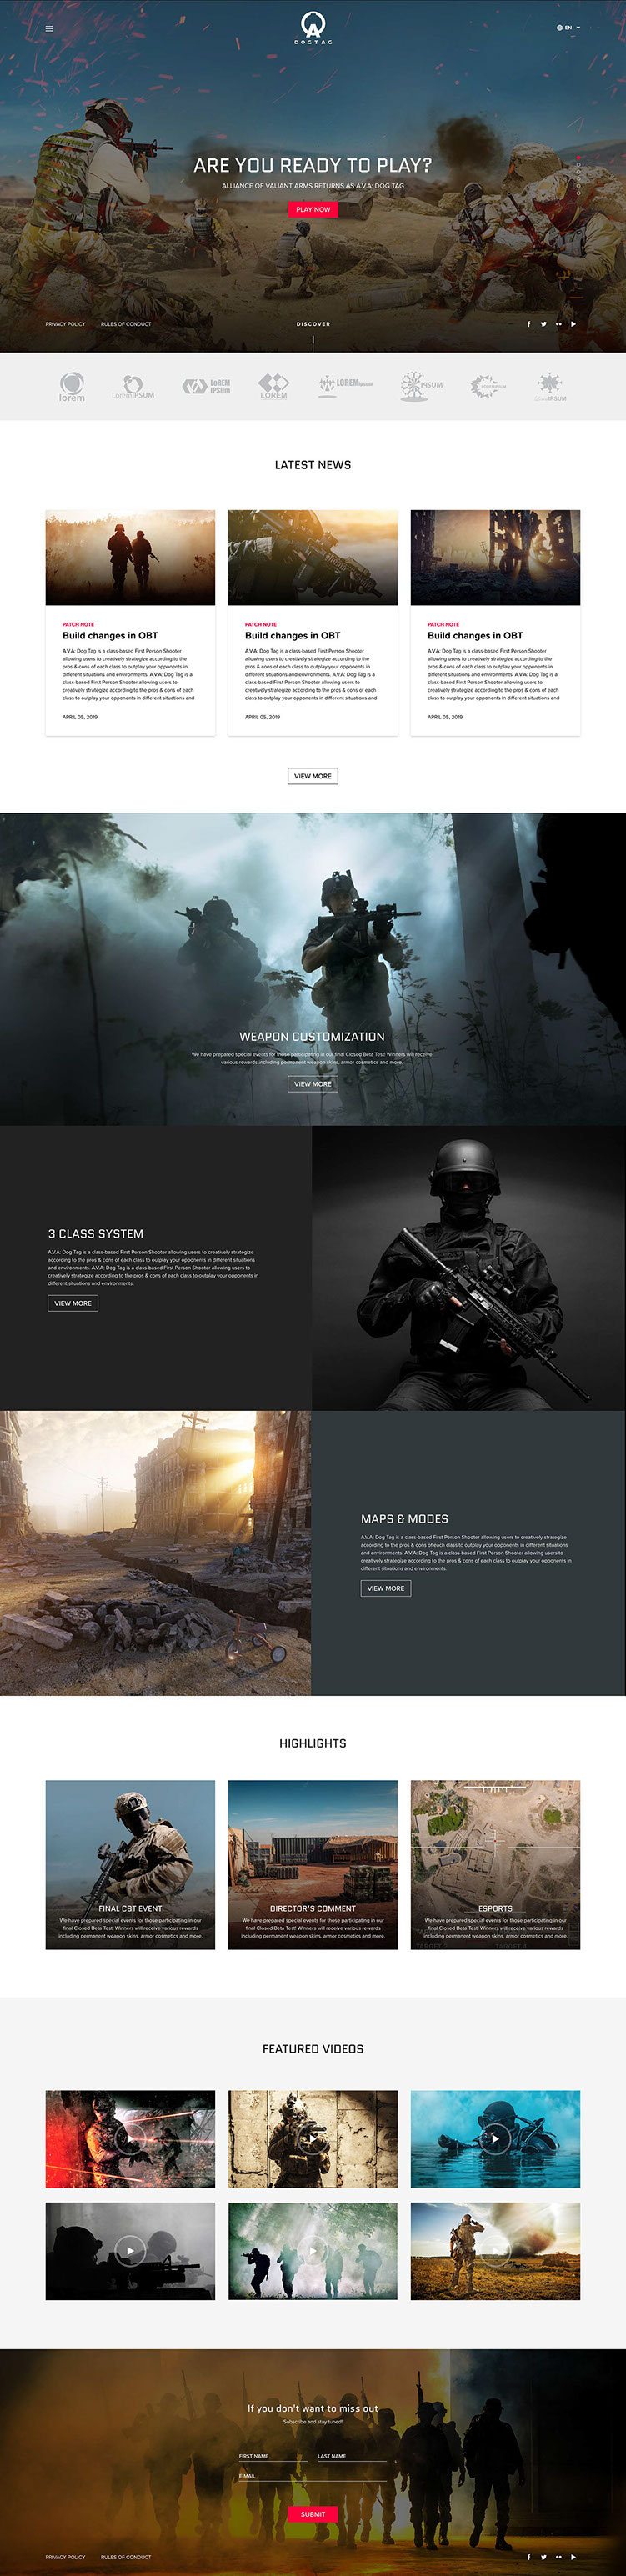 DOGTAG
EN
ARE YOU READY TO PLAY?
ALLIANCE OF VALIANT ARMS RETURNS AS A.V.A: DOG TAG
PLAY NOW
PRIVACY POLICY
RULES OF CONDUCT
DISCOVER
lorem
LoremIPSUM
LoREM
IPSUm
LOREM
LOREMipsum
IPSUM
LATEST NEWS
PATCH NOTE
Build changes in OBT
A.V.A: Dog Tag is a class-based First Person Shooter
allowing users to creatively strategize according to the
pros & cons of each class to outplay your opponents in
different situations and environments. A.V.A: Dog Tag is a
class-based First Person Shooter allowing users to
creatively strategize according to the pros & cons of each
class to outplay your opponents in different situations and
APRIL 05, 2019
PATCH NOTE
Build changes in OBT
A.V.A: Dog Tag is a class-based First Person Shooter
allowing users to creatively strategize according to the
pros & cons of each class to outplay your opponents in
different situations and environments. A.V.A: Dog Tag is a
class-based First Person Shooter allowing users to
creatively strategize according to the pros & cons of each
class to outplay your opponents in different situations and
APRIL 05, 2019
PATCH NOTE
Build changes in OBT
A.V.A: Dog Tag is a class-based First Person Shooter
allowing users to creatively strategize according to the
pros & cons of each class to outplay your opponents in
different situations and environments. A.V.A: Dog Tag is a
class-based First Person Shooter allowing users to
creatively strategize according to the pros & cons of each
class to outplay your opponents in different situations and
APRIL 05, 2019
VIEW MORE
WEAPON CUSTOMIZATION
We have prepared special events for those participating in our final Closed Beta Test! Winners will receive
various rewards including permanent weapon skins, armor cosmetics and more.
VIEW MORE
3 CLASS SYSTEM
A.V.A: Dog Tag is a class-based First Person Shooter allowing users to creatively strategize
according to the pros & cons of each class to outplay your opponents in different situations
and environments. A.V.A: Dog Tag is a class-based First Person Shooter allowing users to
creatively strategize according to the pros & cons of each class to outplay your opponents in
different situations and environments.
VIEW MORE
MAPS & MODES
A.V.A: Dog Tag is a class-based First Person Shooter allowing users to creatively strategize
according to the pros & cons of each class to outplay your opponents in different situations
and environments. A.V.A: Dog Tag is a class-based First Person Shooter allowing users to
creatively strategize according to the pros & cons of each class to outplay your opponents in
different situations and environments.
VIEW MORE
HIGHLIGHTS
FINAL CBT EVENT
We have prepared special events for those participating in our
final Closed Beta Test! Winners will receive various rewards
including permanent weapon skins, armor cosmetics and more.
DIRECTOR'S COMMENT
We have prepared special events for those participating in our
final Closed Beta Test! Winners will receive various rewards
including permanent weapon skins, armor cosmetics and more.
ESPORTS
We have prepared special events for those participating in our
final Closed Beta Test! Winners will receive various rewards
including permanent weapon skins, armor cosmetics and more.
FEATURED VIDEOS
If you don't want to miss out
Subscribe and stay tuned!
FIRST NAME
LAST NAME
E-MAIL
SUBMIT
PRIVACY POLICY
RULES OF CONDUCT